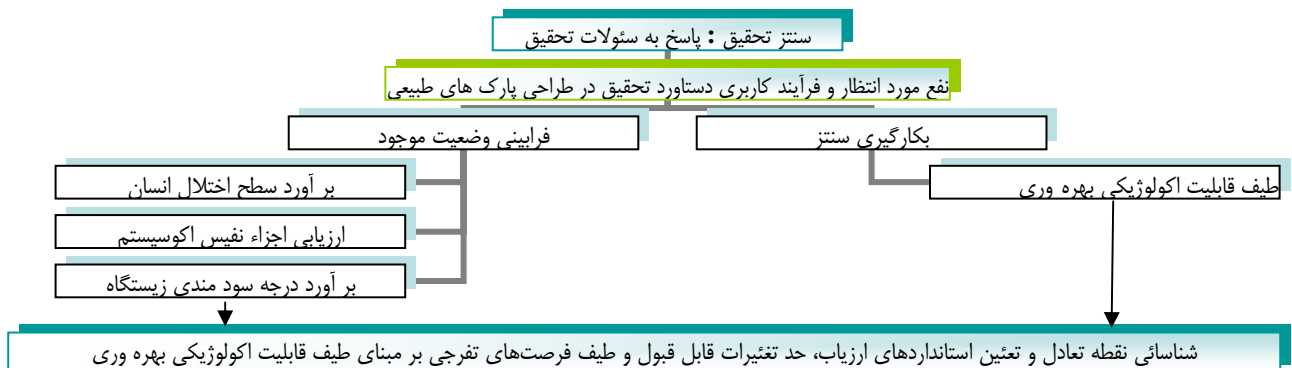 سنتز تحقیق : پاسخ به سئولات تحقیق
نفع مورد انتظار و فرآیند کاربری دستاورد تحقیق در طراحی پارک های طبیعی
بکارگیری سنتز
فرابینی وضعیت موجود
طیف قابلیت اکولوژیکی بهره وری
بر آورد سطح اختلال انسان
ارزیابی اجزاء نفیس اکوسیستم
بر آورد درجه سود مندی زیستگاه
شناسائی نقطه تعادل و تعئین استانداردهای ارزیاب، حد تغئیرات قابل قبول و طیف فرصت‌های تفرجی بر مبنای طیف قابلیت اکولوژیکی بهره وری